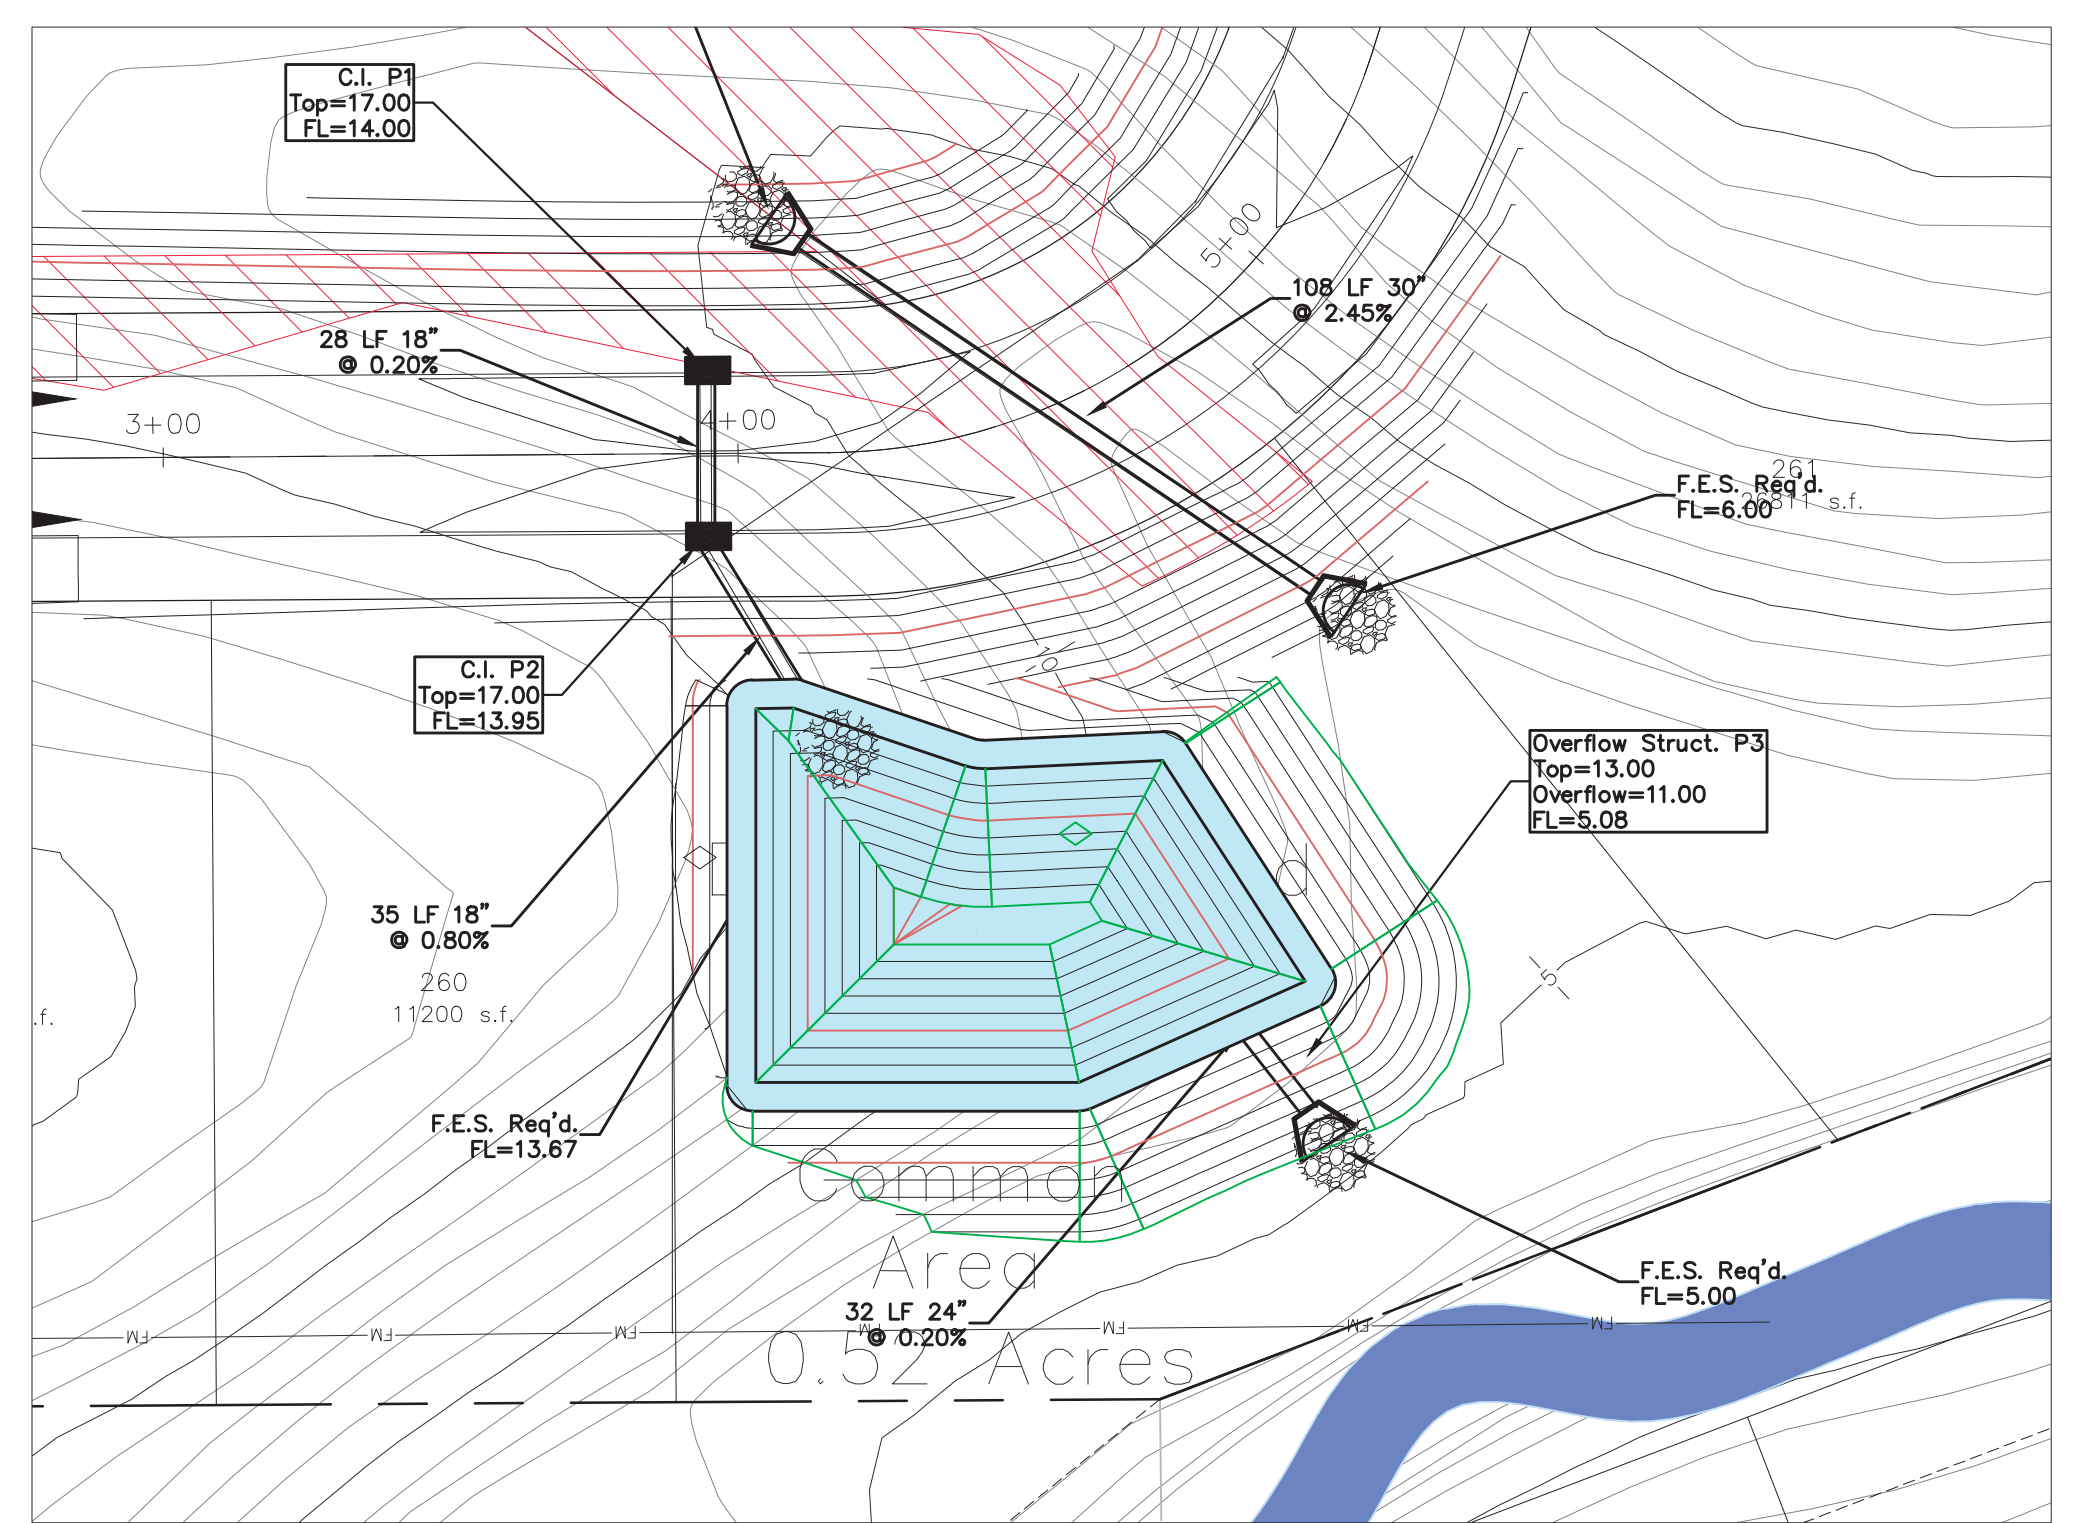 C.I. P1
Top=17.00
FL=14.00
5+00
108 LF 30"
@ 2.45%
28 LF 18"
@ 0.20%
3+00
4+00
261
26811 s.f.
F.E.S. Req'd.
FL=6.00
C.I. P2
Top=17.00
FL=13.95
10
Overflow Struct. P3
Top=13.00
Overflow=11.00
FL=5.08
d
35 LF 18"
@ 0.80%
260
11200 s.f.
.f.
5
F.E.S. Req'd.
FL=13.67
Common
Area
0.52 Acres
32 LF 24"
@ 0.20%
F.E.S. Req'd.
FL=5.00
FM FM FM FM FM FM FM